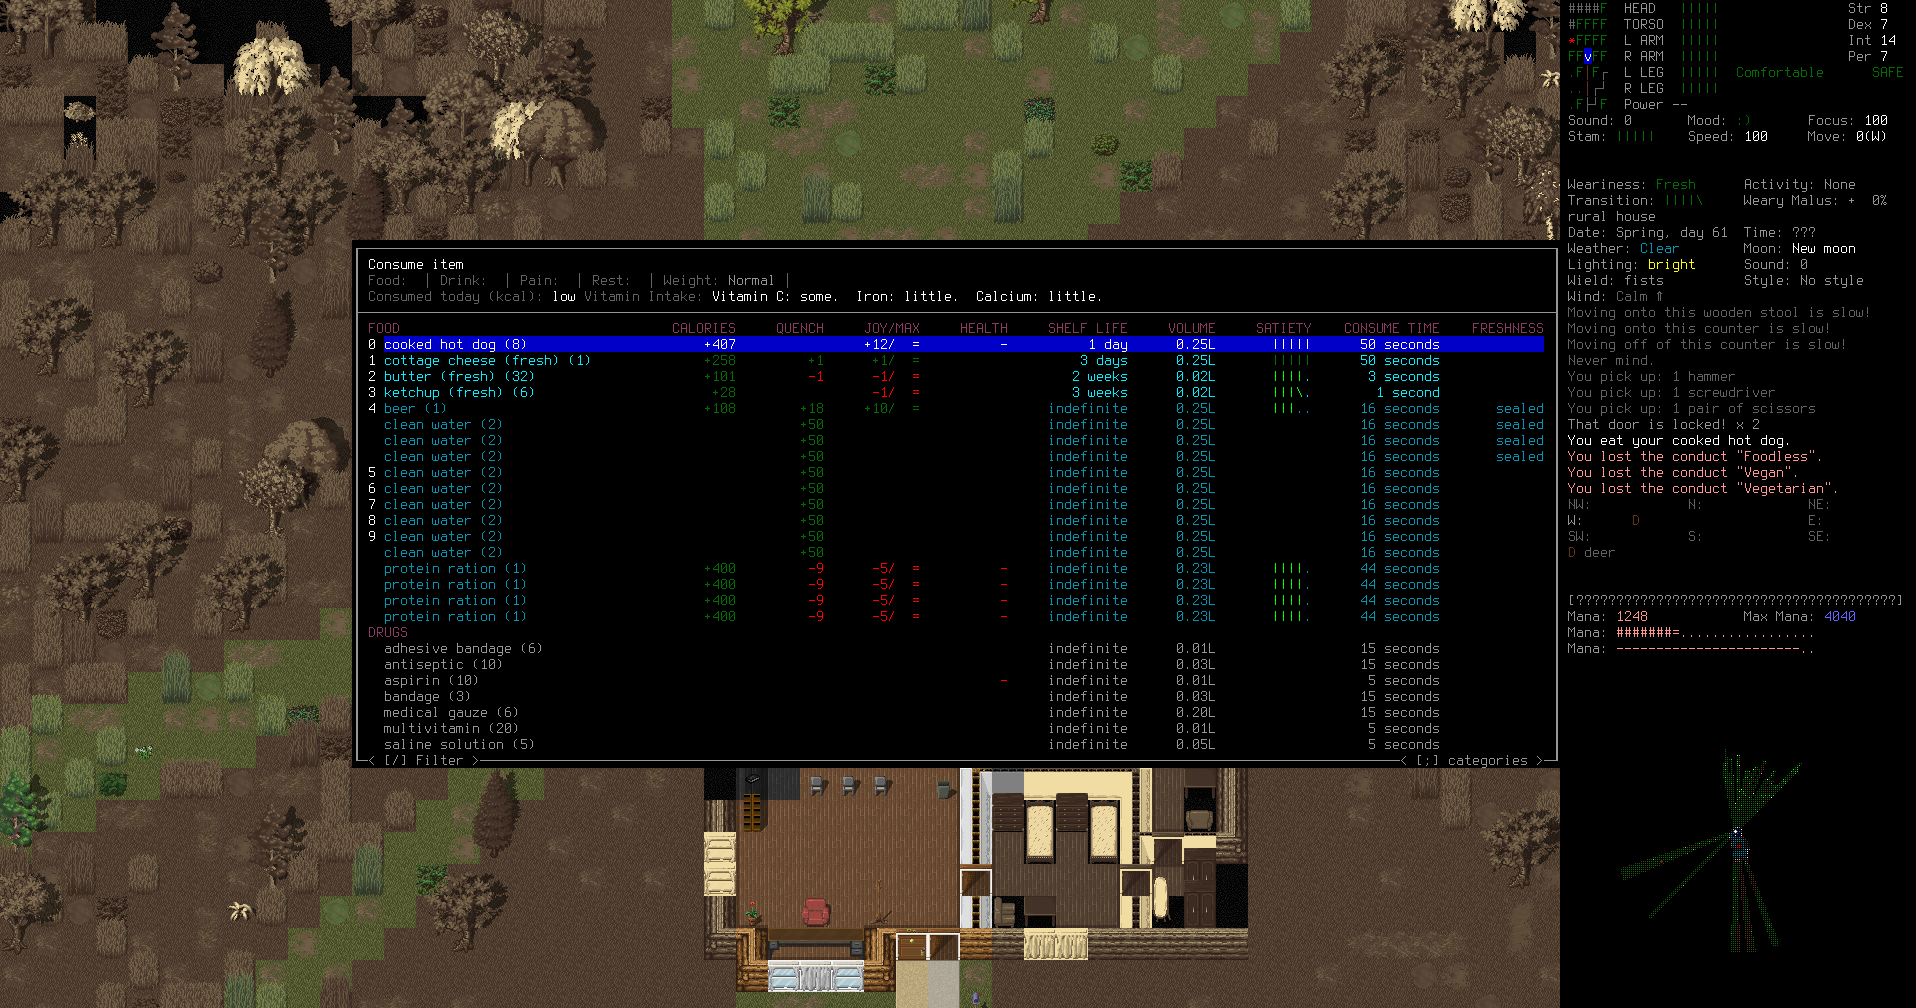 Consume item
Food: | Drink: | Pain: | Rest: | Weight: Normal |
Consumed today (kcal): low Vitamin Intake: Vitamin C: some. Iron: little. Calcium: little.
FOOD CALORIES QUENCH JOY/MAX HEALTH SHELF LIFE VOLUME SATIETY CONSUME TIME FRESHNESS
0 cooked hot dog (8) +407 +12/ = - 1 day 0.25L ||||| 50 seconds
1 cottage cheese (fresh) (1) +258 +1 +1/ = 3 days 0.25L ||||| 50 seconds
2 butter (fresh) (32) +101 -1 -1/ = 2 weeks 0.02L ||||. 3 seconds
3 ketchup (fresh) (6) +28 -1/ = 3 weeks 0.02L |||\. 1 second
4 beer (1) +108 +18 +10/ = indefinite 0.25L |||.. 16 seconds sealed
clean water (2) +50 indefinite 0.25L 16 seconds sealed
clean water (2) +50 indefinite 0.25L 16 seconds sealed
clean water (2) +50 indefinite 0.25L 16 seconds sealed
5 clean water (2) +50 indefinite 0.25L 16 seconds
6 clean water (2) +50 indefinite 0.25L 16 seconds
7 clean water (2) +50 indefinite 0.25L 16 seconds
8 clean water (2) +50 indefinite 0.25L 16 seconds
9 clean water (2) +50 indefinite 0.25L 16 seconds
clean water (2) +50 indefinite 0.25L 16 seconds
protein ration (1) +400 -9 -5/ = - indefinite 0.23L ||||. 44 seconds
protein ration (1) +400 -9 -5/ = - indefinite 0.23L ||||. 44 seconds
protein ration (1) +400 -9 -5/ = - indefinite 0.23L ||||. 44 seconds
protein ration (1) +400 -9 -5/ = - indefinite 0.23L ||||. 44 seconds
DRUGS
adhesive bandage (6) indefinite 0.01L 15 seconds
antiseptic (10) indefinite 0.03L 15 seconds
aspirin (10) - indefinite 0.01L 5 seconds
bandage (3) indefinite 0.03L 15 seconds
medical gauze (6) indefinite 0.20L 15 seconds
multivitamin (20) indefinite 0.01L 5 seconds
saline solution (5) indefinite 0.05L 5 seconds
< [/] Filter > < [;] categories >
####F HEAD ||||| Str 8
#FFFF TORSO ||||| Dex 7
*FFFF L ARM ||||| Int 14
FFvFF R ARM ||||| Per 7
L LEG ||||| Comfortable SAFE
R LEG |||||
Power --
Sound: 0 Mood: :) Focus: 100
Stam: ||||| Speed: 100 Move: 0(W)
Weariness: Fresh Activity: None
Transition: ||||\ Weary Malus: + 0%
rural house
Date: Spring, day 61 Time: ???
Weather: Clear Moon: New moon
Lighting: bright Sound: 0
Wield: fists Style: No style
Wind: Calm ⇑
Moving onto this wooden stool is slow!
Moving onto this counter is slow!
Moving off of this counter is slow!
Never mind.
You pick up: 1 hammer
You pick up: 1 screwdriver
You pick up: 1 pair of scissors
That door is locked! x 2
You eat your cooked hot dog.
You lost the conduct "Foodless".
You lost the conduct "Vegan".
You lost the conduct "Vegetarian".
NW: N: NE:
W: D E:
SW: S: SE:
D deer
[????????????????????????????????????????]
Mana: 1248 Max Mana: 4040
Mana: #######=.................
Mana: -----------------------..